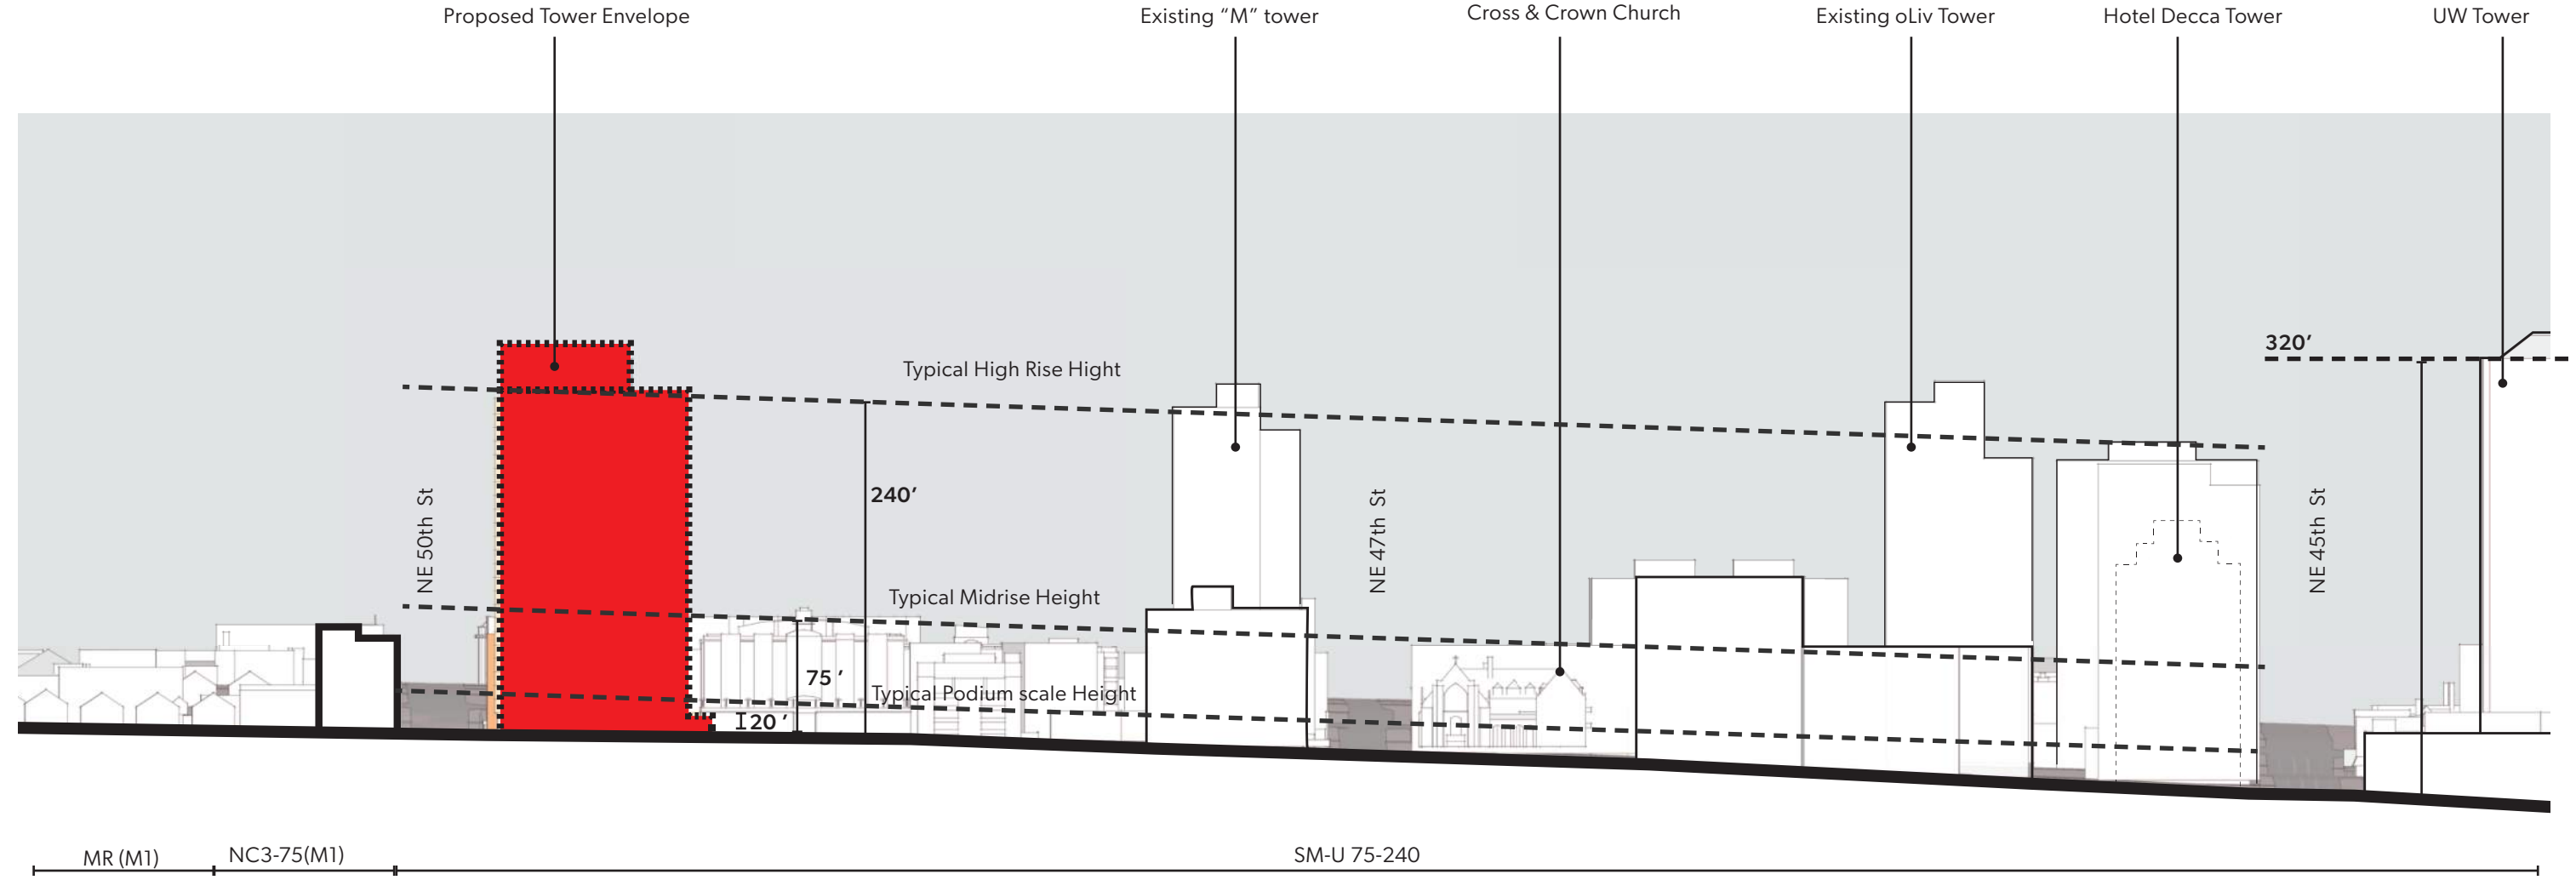 Proposed Tower Envelope
Existing “M” tower
Cross & Crown Church
Existing oLiv Tower
Hotel Decca Tower
UW Tower
320’
Typical High Rise Hight
240’
NE 50th St
NE 47th St
NE 45th St
Typical Midrise Height
75 ’
Typical Podium scale Height
20 ’
MR (M1)
NC3-75(M1)
SM-U 75-240